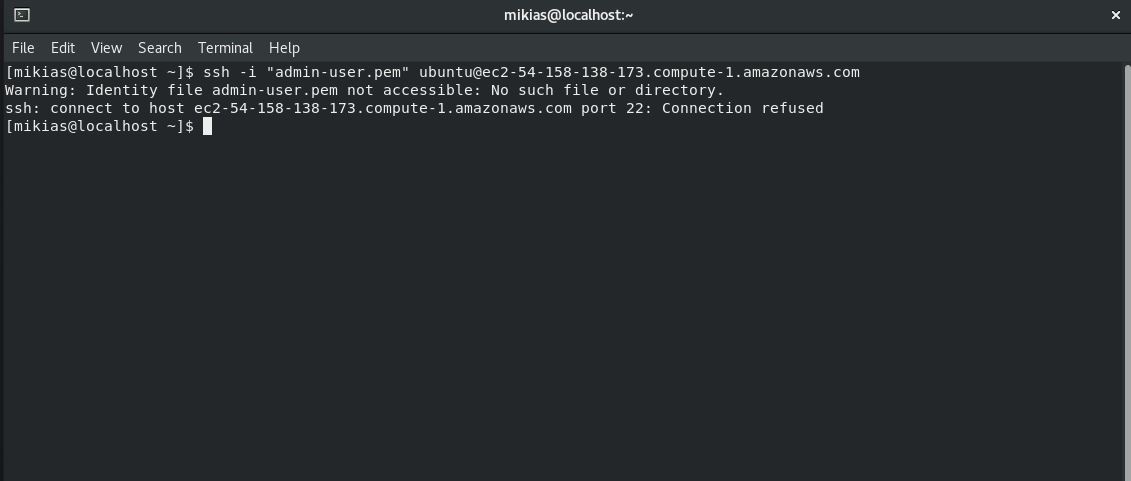 mikias@localhost:~
File Edit View Search Terminal Help
[mikias@localhost ~]$ ssh -i "admin-user.pem" ubuntu@ec2-54-158-138-173.compute-1.amazonaws.com
Warning: Identity file admin-user.pem not accessible: No such file or directory.
ssh: connect to host ec2-54-158-138-173.compute-1.amazonaws.com port 22: Connection refused
[mikias@localhost ~]$